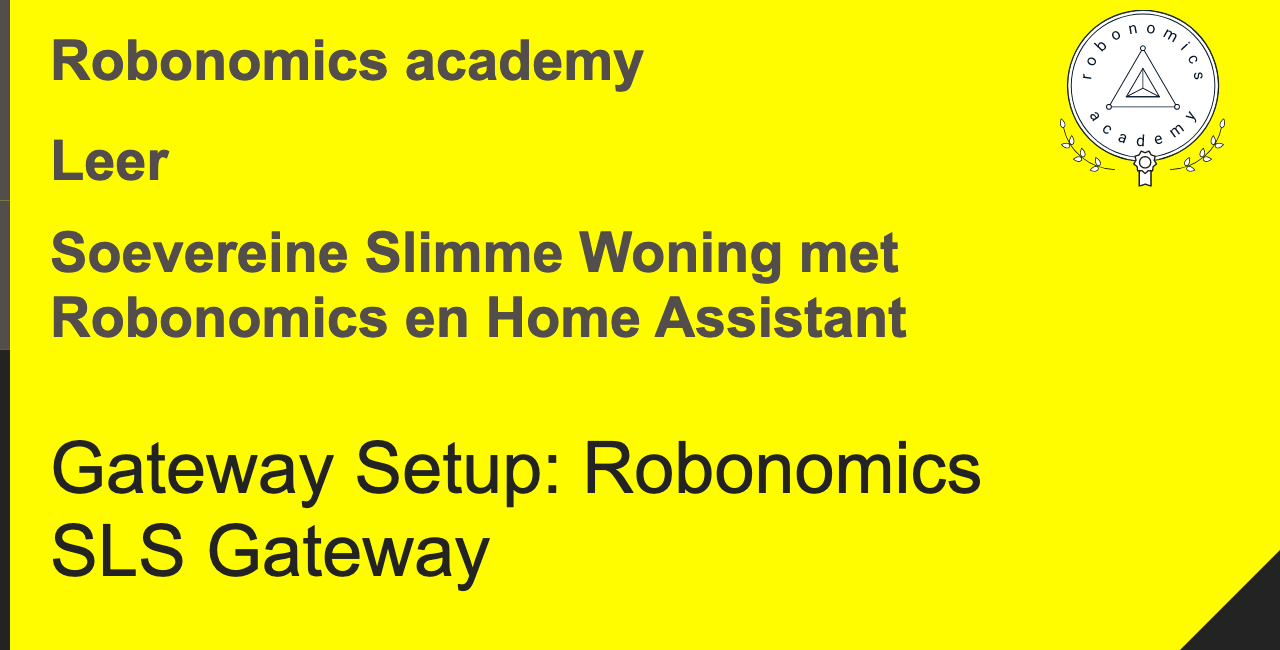 Robonomics academy
robonomics
academy
Leer
Soevereine Slimme Woning met
Robonomics en Home Assistant
Gateway Setup: Robonomics
SLS Gateway